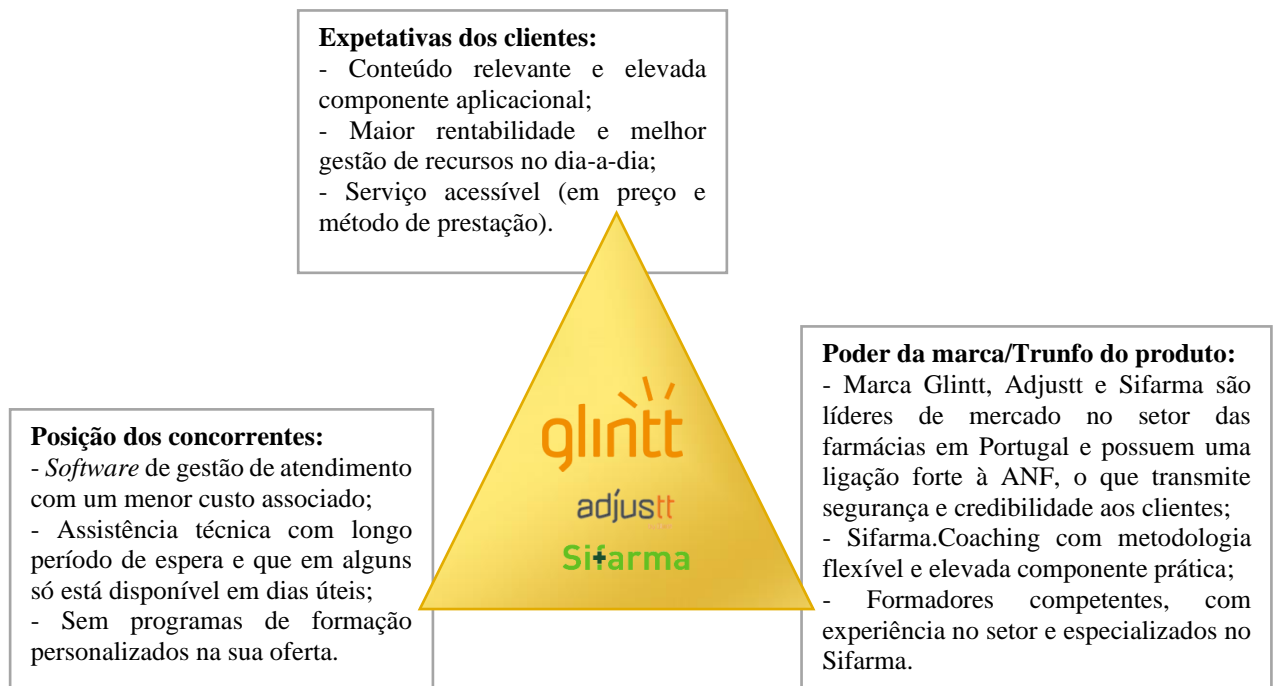 Expetativas dos clientes:
- Conteúdo relevante e elevada
componente aplicacional;
- Maior rentabilidade e melhor
gestão de recursos no dia-a-dia;
- Serviço acessível (em preço e
método de prestação).
Posição dos concorrentes:
- Software de gestão de atendimento
com um menor custo associado;
- Assistência técnica com longo
período de espera e que em alguns
só está disponível em dias úteis;
- Sem programas de formação
personalizados na sua oferta.
glintt
adjustt
Sifarma
Poder da marca/Trunfo do produto:
- Marca Glintt, Adjustt e Sifarma são
líderes de mercado no setor das
farmácias em Portugal e possuem uma
ligação forte à ANF, o que transmite
segurança e credibilidade aos clientes;
- Sifarma.Coaching com metodologia
flexível e elevada componente prática;
- Formadores competentes, com
experiência no setor e especializados no
Sifarma.